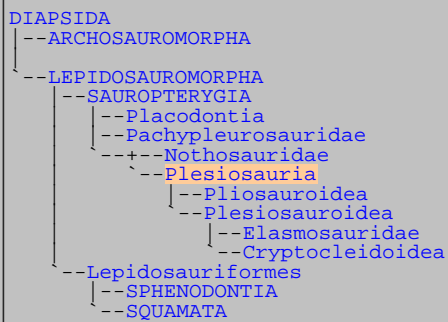 DIAPSIDA
|--ARCHOSAUROMORPHA
|
`--LEPIDOSAUROMORPHA
   |--SAUROPTERYGIA
   |  |--Placodontia
   |  |--Pachypleurosauridae
   |  `--+--Nothosauridae
   |     `--Plesiosauria
   |        |--Pliosauroidea
   |        `--Plesiosauroidea
   |           |--Elasmosauridae
   |           `--Cryptocleidoidea
   `--Lepidosauriformes
      |--SPHENODONTIA
      `--SQUAMATA